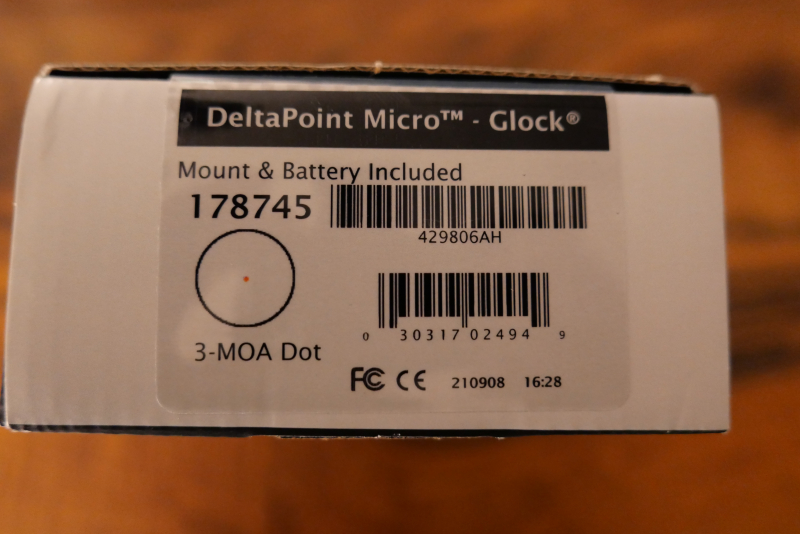 DeltaPoint Micro™ - Glock®
Mount & Battery Included
178745
429806AH
0 30317 02494 9
3-MOA Dot
FC CE 210908 16:28